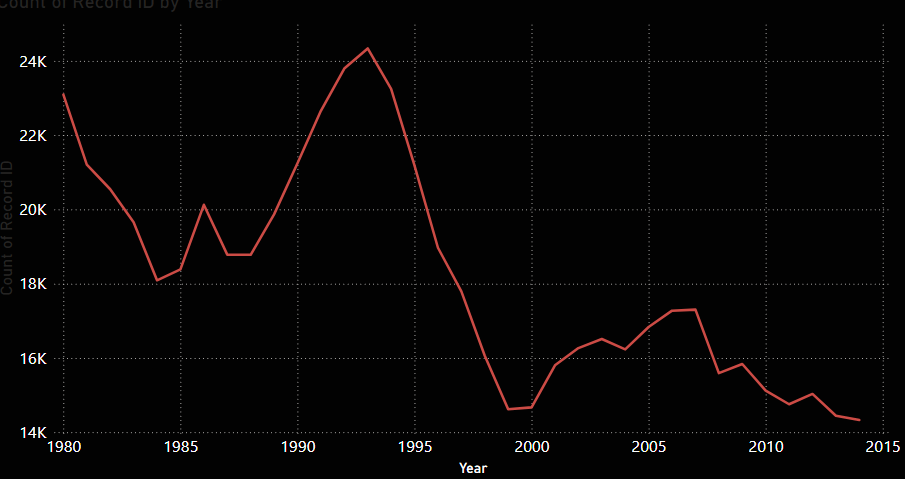 Count of Record ID by Year
24K
22K
20K
18K
16K
14K
Count of Record ID
1980 1985 1990 1995 2000 2005 2010 2015
Year